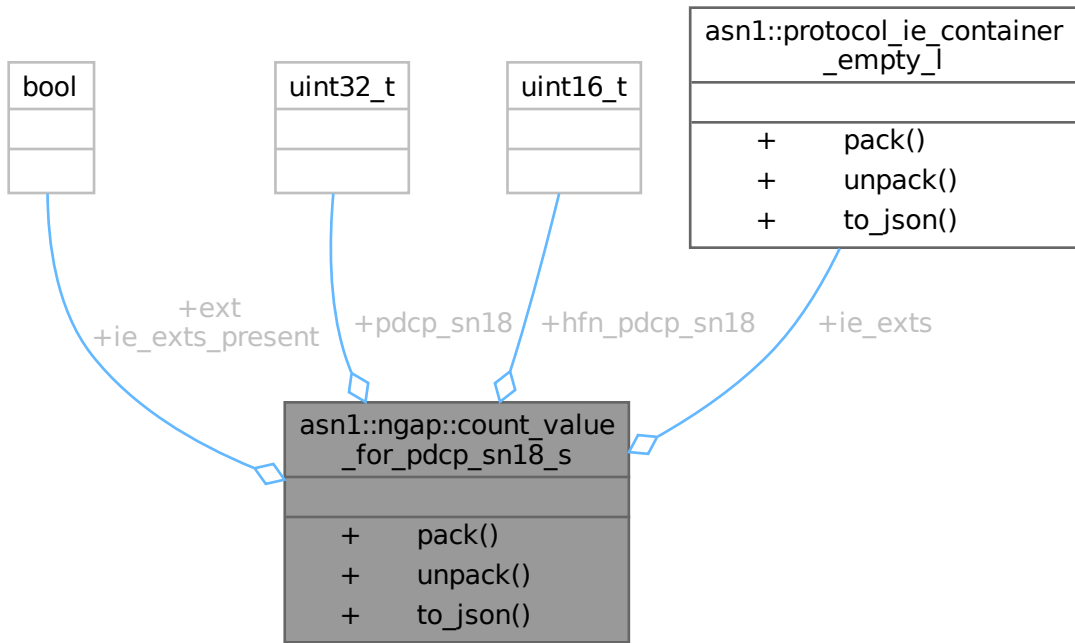 bool
uint32_t
uint16_t
asn1::protocol_ie_container
_empty_l
+ pack()
+ unpack()
+ to_json()
+ext
+ie_exts_present
+pdcp_sn18
+hfn_pdcp_sn18
+ie_exts
asn1::ngap::count_value
_for_pdcp_sn18_s
+ pack()
+ unpack()
+ to_json()